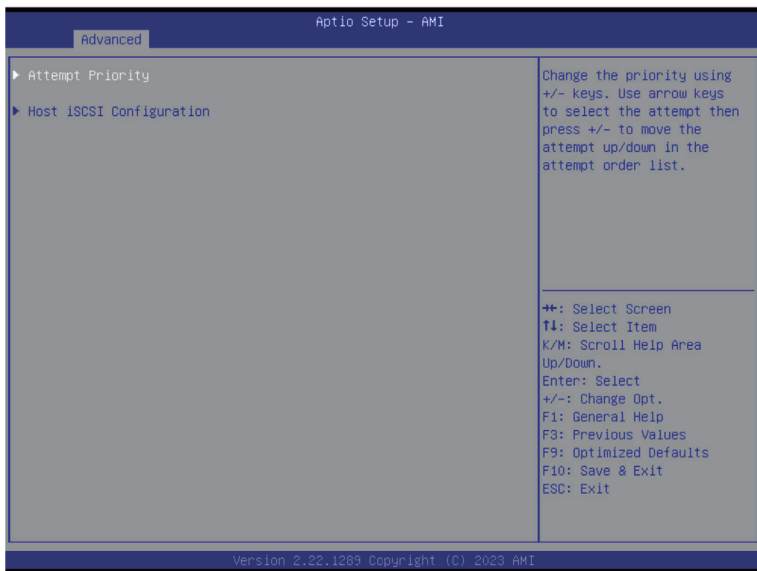 Aptio Setup – AMI
Advanced
▶ Attempt Priority
▶ Host iSCSI Configuration
Change the priority using
+/- keys. Use arrow keys
to select the attempt then
press +/- to move the
attempt up/down in the
attempt order list.
→←: Select Screen
↑↓: Select Item
K/M: Scroll Help Area
Up/Down.
Enter: Select
+/-: Change Opt.
F1: General Help
F3: Previous Values
F9: Optimized Defaults
F10: Save & Exit
ESC: Exit
Version 2.22.1289 Copyright (C) 2023 AMI